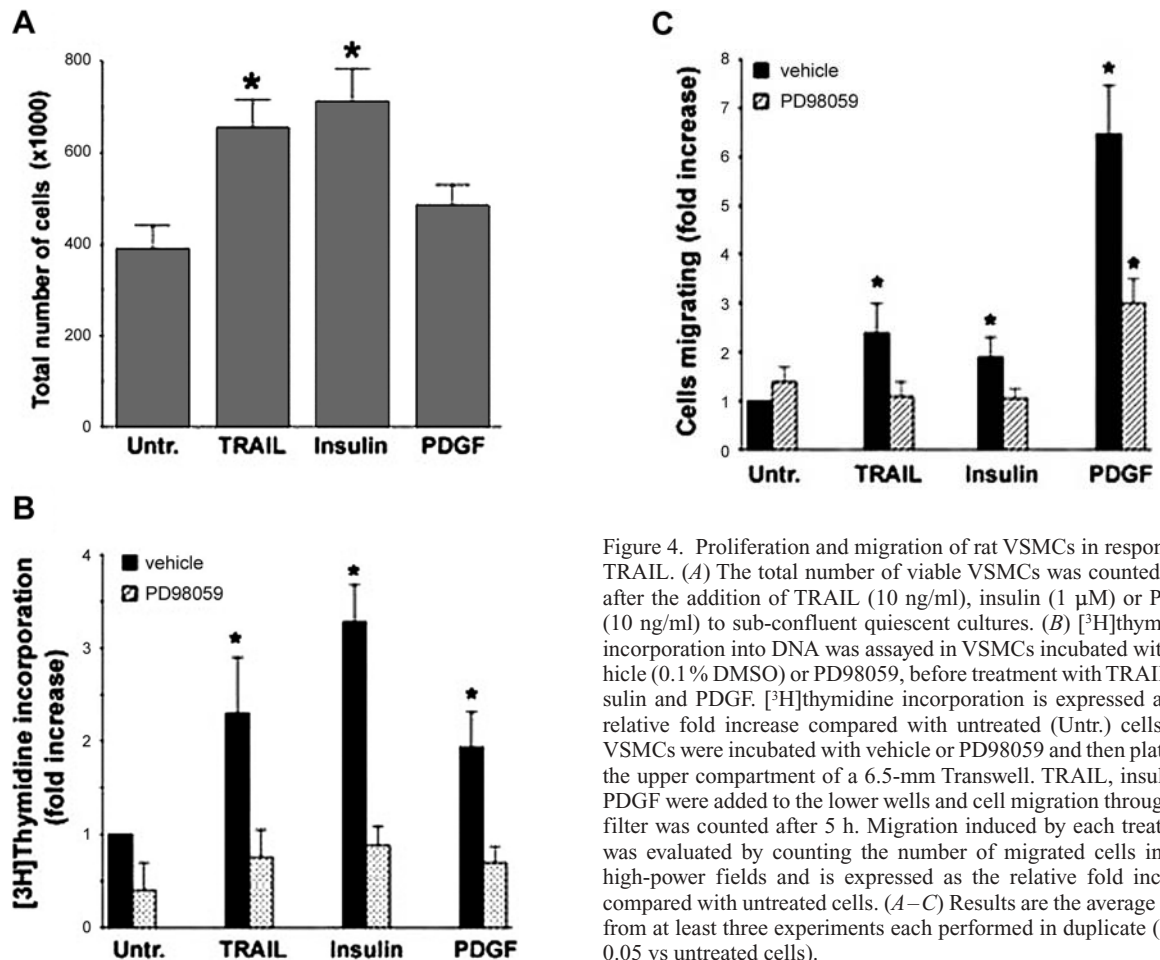 A
Total number of cells (x1000)
800
600
400
200
0
*
*
Untr. TRAIL Insulin PDGF
B
[3H]Thymidine incorporation
(fold increase)
4
3
2
1
0
vehicle
PD98059
*
*
*
Untr. TRAIL Insulin PDGF
C
Cells migrating (fold increase)
8
7
6
5
4
3
2
1
0
vehicle
PD98059
*
*
*
*
Untr. TRAIL Insulin PDGF
Figure 4. Proliferation and migration of rat VSMCs in respon
TRAIL. (A) The total number of viable VSMCs was counted
after the addition of TRAIL (10 ng/ml), insulin (1 μM) or P
(10 ng/ml) to sub-confluent quiescent cultures. (B) [³H]thym
incorporation into DNA was assayed in VSMCs incubated wit
hicle (0.1 % DMSO) or PD98059, before treatment with TRAIL
sulin and PDGF. [³H]thymidine incorporation is expressed a
relative fold increase compared with untreated (Untr.) cells
VSMCs were incubated with vehicle or PD98059 and then plat
the upper compartment of a 6.5-mm Transwell. TRAIL, insul
PDGF were added to the lower wells and cell migration throug
filter was counted after 5 h. Migration induced by each treat
was evaluated by counting the number of migrated cells in
high-power fields and is expressed as the relative fold inc
compared with untreated cells. (A–C) Results are the average
from at least three experiments each performed in duplicate (
0.05 vs untreated cells).